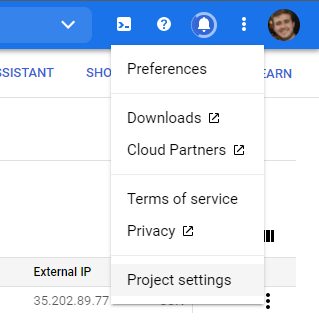 SSISTANT
SHO
EARN
Preferences
Downloads
Cloud Partners
Terms of service
Privacy
External IP
Project settings
35.202.89.77